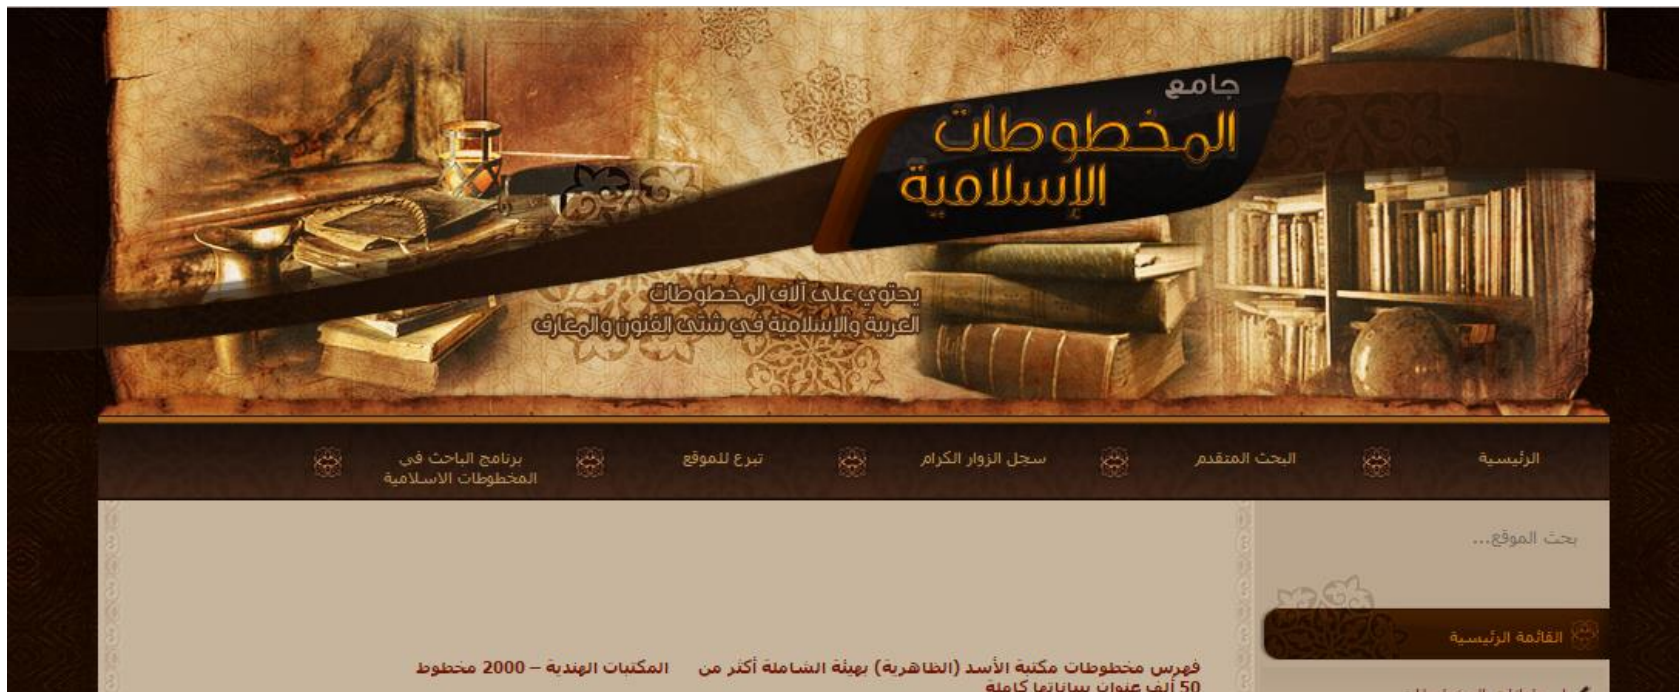 جامع
المخطوطات
الإسلامية
يحتوي على آلاف المخطوطات
العربية والإسلامية في شتى الفنون والمعارف
الرئيسية
البحث المتقدم
سجل الزوار الكرام
تبرع للموقع
برنامج الباحث في
المخطوطات الاسلامية
بحث الموقع...
القائمة الرئيسية
فهرس مخطوطات مكتبة الأسد (الظاهرية) بهيئة الشاملة أكثر من
50 ألف عنوان ببياناتها كاملة
المكتبات الهندية – 2000 مخطوط